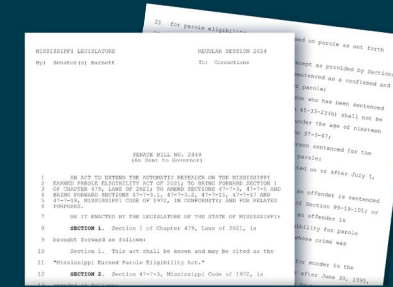 MISSISSIPPI LEGISLATURE REGULAR SESSION 2024
By: Senator(s) Barnett To: Corrections
SENATE BILL NO. 2448
(As Sent to Governor)
1 AN ACT TO EXTEND THE AUTOMATIC REPEALER ON THE MISSISSIPPI
2 EARNED PAROLE ELIGIBILITY ACT OF 2021; TO BRING FORWARD SECTION 1
3 OF CHAPTER 479, LAWS OF 2021; TO AMEND SECTIONS 47-7-3, 47-7-5 AND
4 BRING FORWARD SECTIONS 47-7-3.1, 47-7-3.2, 47-7-15, 47-7-17 AND
5 47-7-18, MISSISSIPPI CODE OF 1972, IN CONFORMITY; AND FOR RELATED
6 PURPOSES.
7 BE IT ENACTED BY THE LEGISLATURE OF THE STATE OF MISSISSIPPI:
8 SECTION 1. Section 1 of Chapter 479, Laws of 2021, is
9 brought forward as follows:
10 Section 1. This act shall be known and may be cited as the
11 "Mississippi Earned Parole Eligibility Act."
12 SECTION 2. Section 47-7-3, Mississippi Code of 1972, is
21 for parole eligibility
on parole as set forth
except as provided by Sections
sentenced as a confirmed and
parole;
who has been sentenced
45-33-23(h) shall not be
under the age of nineteen
97-3-67;
sentenced for the
parole;
on or after July 1,
an offender is sentenced
of Section 99-19-101; or
an offender is
eligibility for parole
whose crime was
for murder in the
after June 30, 1995,